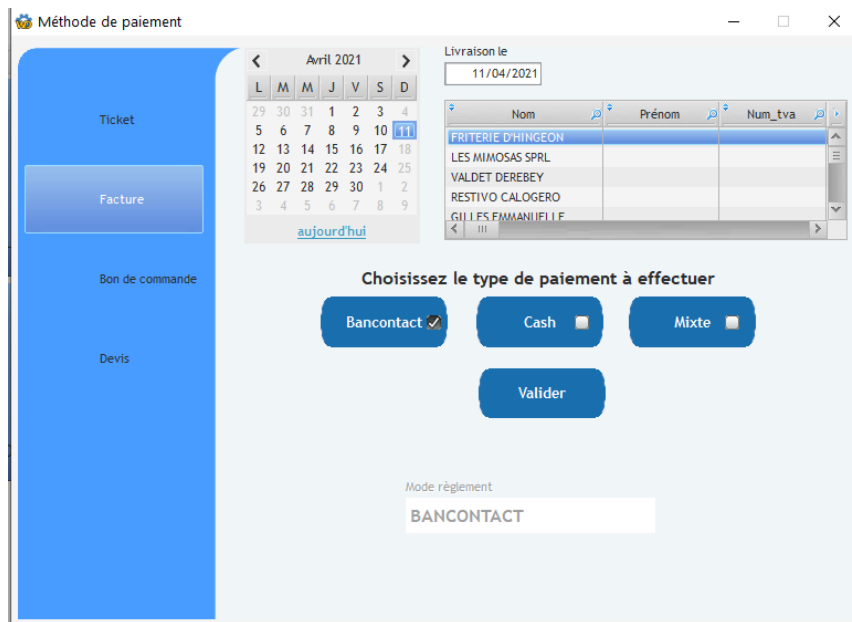 Méthode de paiement
Ticket
Facture
Bon de commande
Devis
Avril 2021
L M M J V S D
29 30 31 1 2 3 4
5 6 7 8 9 10 11
12 13 14 15 16 17 18
19 20 21 22 23 24 25
26 27 28 29 30 1 2
3 4 5 6 7 8 9
aujourd'hui
Livraison le
11/04/2021
Nom Prénom Num_tva
FRITERIE D'HINGEON
LES MIMOSAS SPRL
VALDET DEREBEY
RESTIVO CALOGERO
GILLES EMMANUELLE
Choisissez le type de paiement à effectuer
Bancontact Cash Mixte
Valider
Mode règlement
BANCONTACT